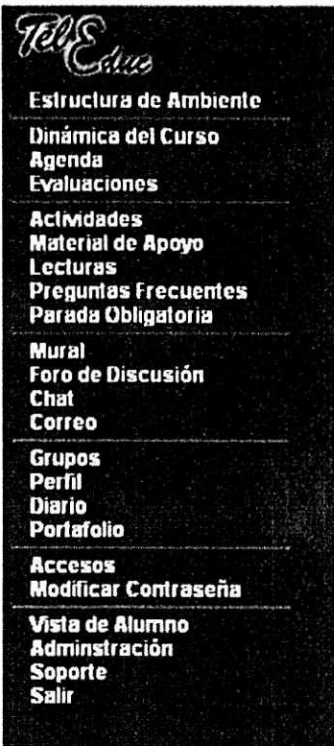 TelEduc
Estructura de Ambiente
Dinámica del Curso
Agenda
Evaluaciones
Actividades
Material de Apoyo
Lecturas
Preguntas Frecuentes
Parada Obligatoria
Mural
Foro de Discusión
Chat
Correo
Grupos
Perfil
Diario
Portafolio
Accesos
Modificar Contraseña
Vista de Alumno
Adminstración
Soporte
Salir